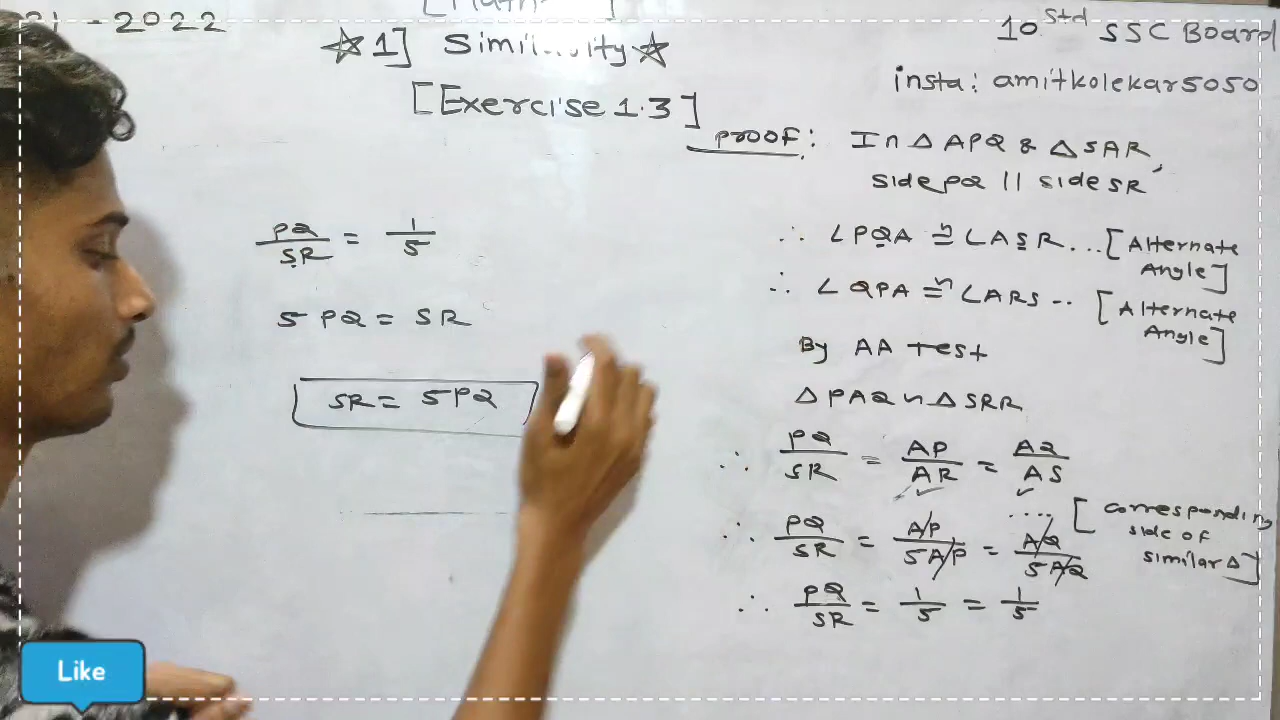 - 2022
☆ 1] Similarity ☆
[Exercise 1.3]
10 std SSC Board
insta: amitkolekar5050
PQ/SR = 1/5
5 PQ = SR
SR = 5PQ
proof: In △ APQ & △ SAR,
side PQ || side SR
∴ ∠PQA ≅ ∠ASR ... [Alternate Angle]
∴ ∠QPA ≅ ∠ARS .. [Alternate Angle]
By AA test
△PAQ ~ △SRR
∴ PQ/SR = AP/AR = AQ/AS
.... [corresponding side of similar △]
∴ PQ/SR = AP/5AP = AQ/5AQ
∴ PQ/SR = 1/5 = 1/5
Like